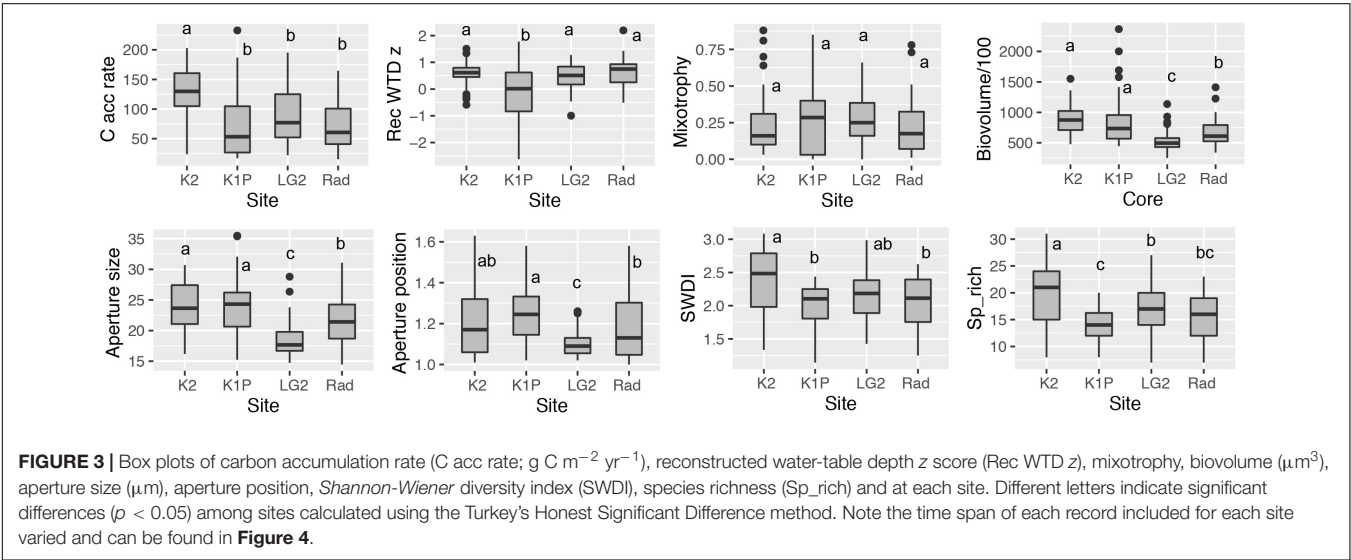 a
b
b
b
200
150
100
50
C acc rate
K2 K1P LG2 Rad
Site
a
b
a
a
2
1
0
−1
−2
Rec WTD z
K2 K1P LG2 Rad
Site
a
a
a
a
0.75
0.50
0.25
0.00
Mixotrophy
K2 K1P LG2 Rad
Site
a
a
c
b
2000
1500
1000
500
Biovolume/100
K2 K1P LG2 Rad
Core
a
a
c
b
35
30
25
20
15
Aperture size
K2 K1P LG2 Rad
Site
ab
a
c
b
1.6
1.4
1.2
1.0
Aperture position
K2 K1P LG2 Rad
Site
a
b
ab
b
3.0
2.5
2.0
1.5
SWDI
K2 K1P LG2 Rad
Site
a
c
b
bc
30
25
20
15
10
Sp_rich
K2 K1P LG2 Rad
Site
FIGURE 3 | Box plots of carbon accumulation rate (C acc rate; g C m−2 yr−1), reconstructed water-table depth z score (Rec WTD z), mixotrophy, biovolume (μm3),
aperture size (μm), aperture position, Shannon-Wiener diversity index (SWDI), species richness (Sp_rich) and at each site. Different letters indicate significant
differences (p < 0.05) among sites calculated using the Turkey's Honest Significant Difference method. Note the time span of each record included for each site
varied and can be found in Figure 4.